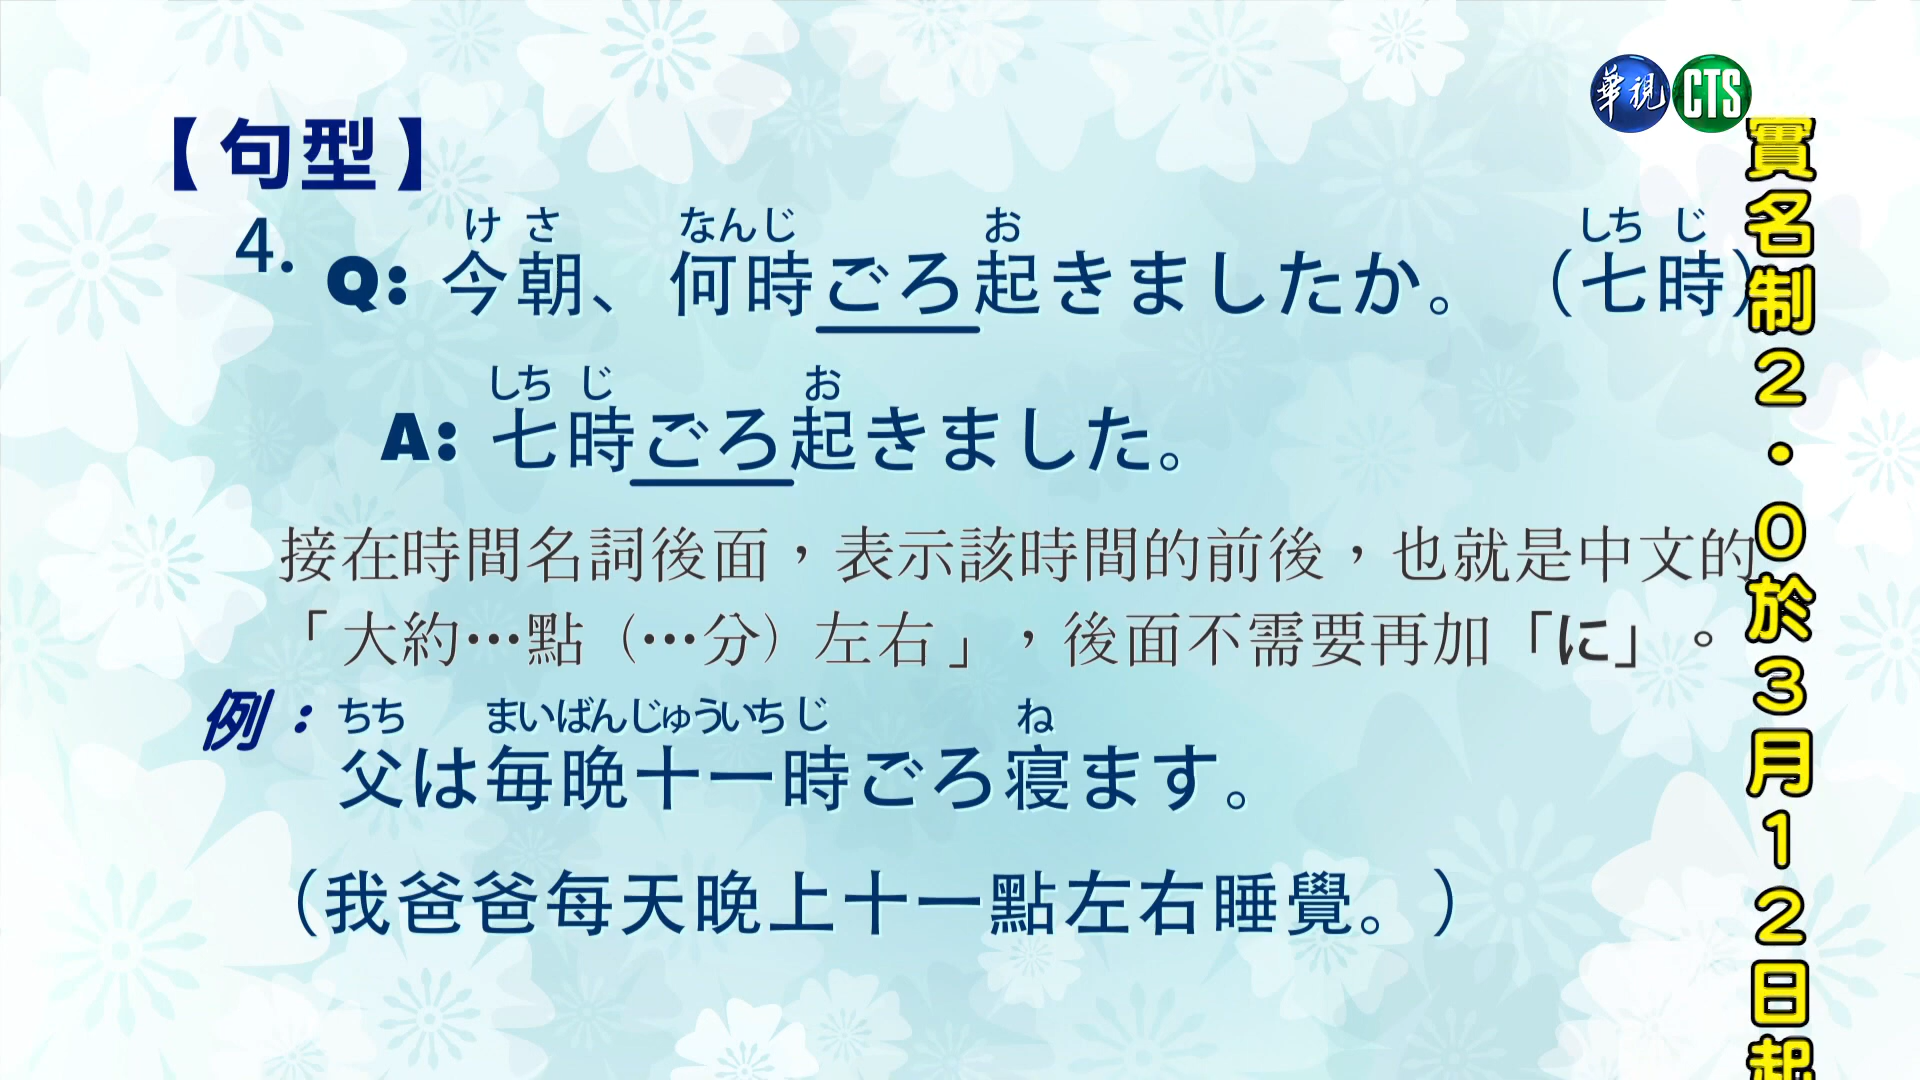 華視 CTS
【句型】
けさ なんじ お しち じ
4. Q: 今朝、何時ごろ起きましたか。（七時）
しち じ お
A: 七時ごろ起きました。
接在時間名詞後面，表示該時間的前後，也就是中文的
「大約…點（…分）左右」，後面不需要再加「に」。
ちち まいばんじゅういちじ ね
例：父は毎晩十一時ごろ寝ます。
（我爸爸每天晚上十一點左右睡覺。）
實名制2.0於3月12日起